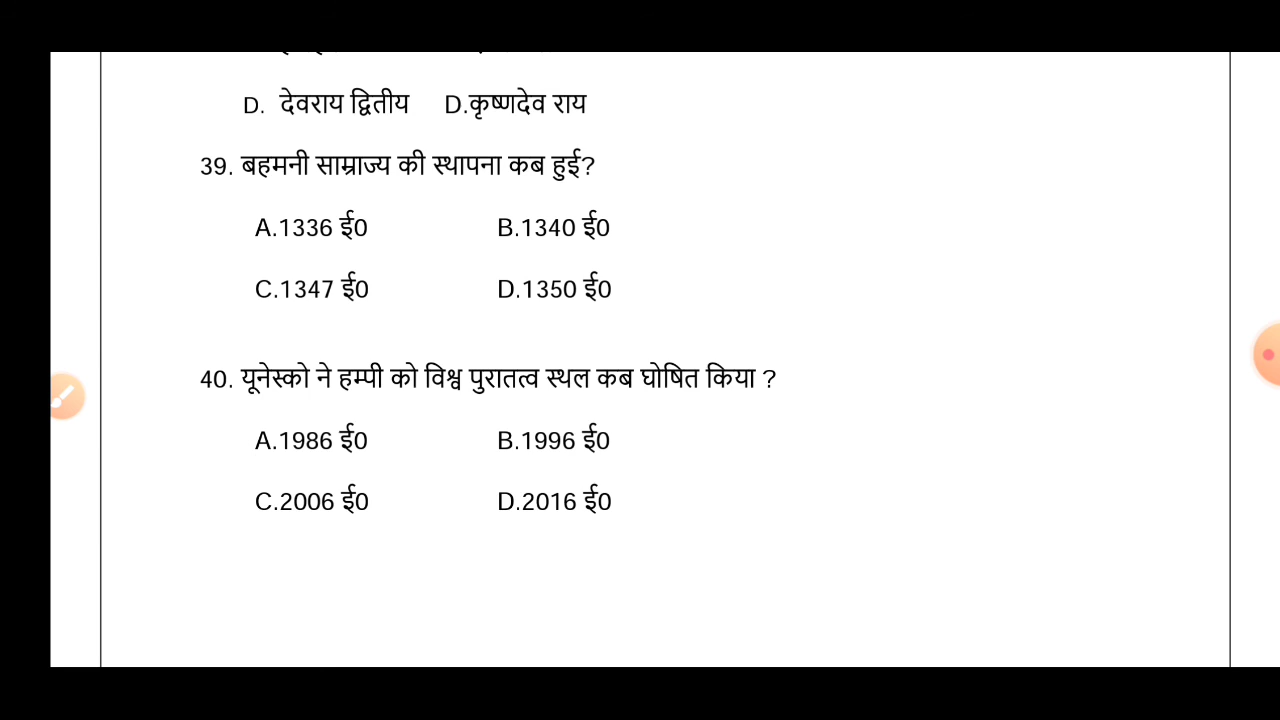 D. देवराय द्वितीय D.कृष्णदेव राय
39. बहमनी साम्राज्य की स्थापना कब हुई?
A.1336 ई0 B.1340 ई0
C.1347 ई0 D.1350 ई0
40. यूनेस्को ने हम्पी को विश्व पुरातत्व स्थल कब घोषित किया ?
A.1986 ई0 B.1996 ई0
C.2006 ई0 D.2016 ई0